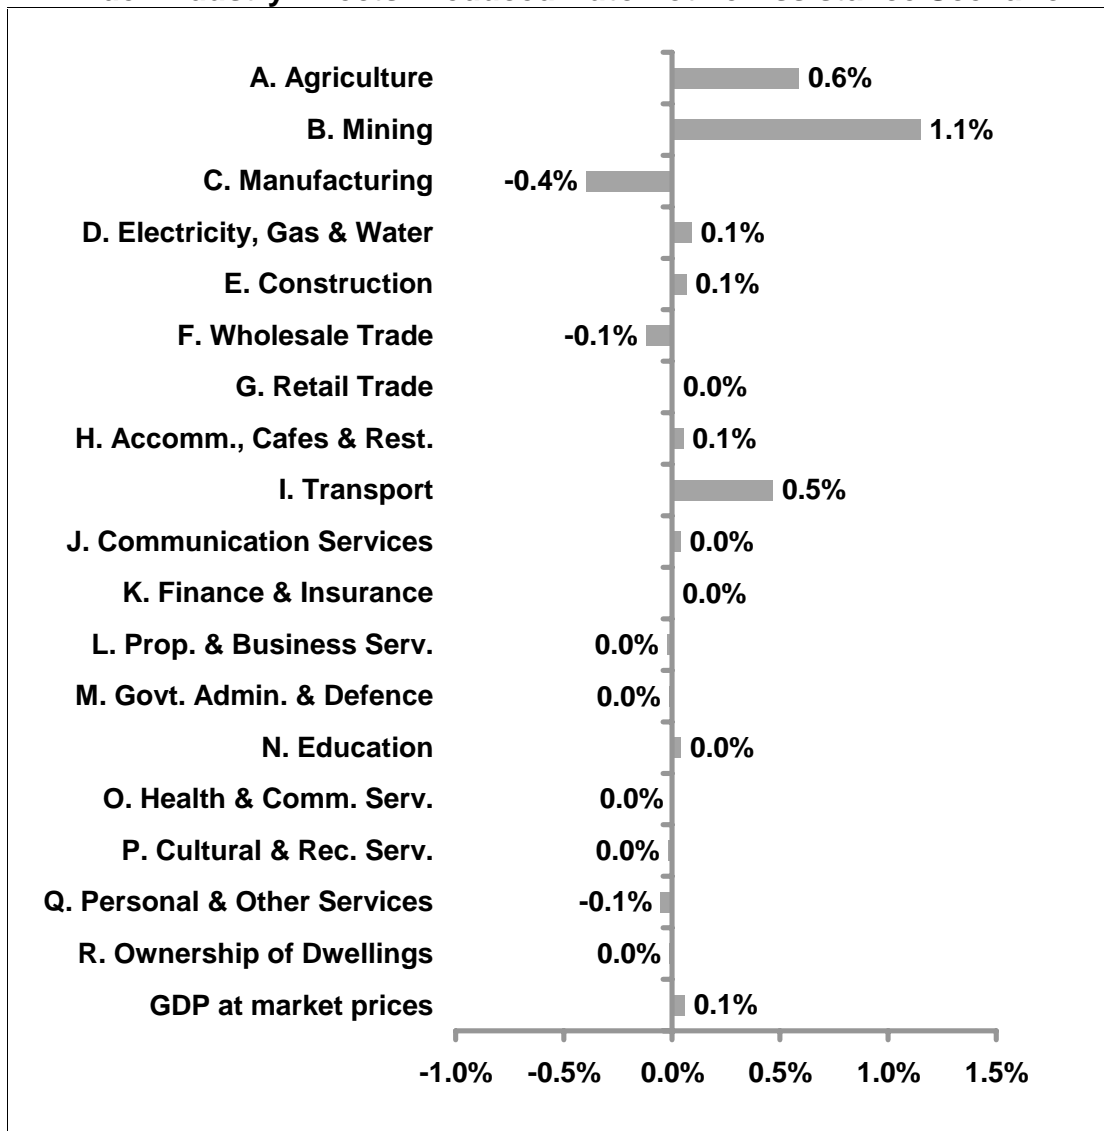 A. Agriculture 0.6%
B. Mining 1.1%
C. Manufacturing -0.4%
D. Electricity, Gas & Water 0.1%
E. Construction 0.1%
F. Wholesale Trade -0.1%
G. Retail Trade 0.0%
H. Accomm., Cafes & Rest. 0.1%
I. Transport 0.5%
J. Communication Services 0.0%
K. Finance & Insurance 0.0%
L. Prop. & Business Serv. 0.0%
M. Govt. Admin. & Defence 0.0%
N. Education 0.0%
O. Health & Comm. Serv. 0.0%
P. Cultural & Rec. Serv. 0.0%
Q. Personal & Other Services -0.1%
R. Ownership of Dwellings 0.0%
GDP at market prices 0.1%
-1.0% -0.5% 0.0% 0.5% 1.0% 1.5%